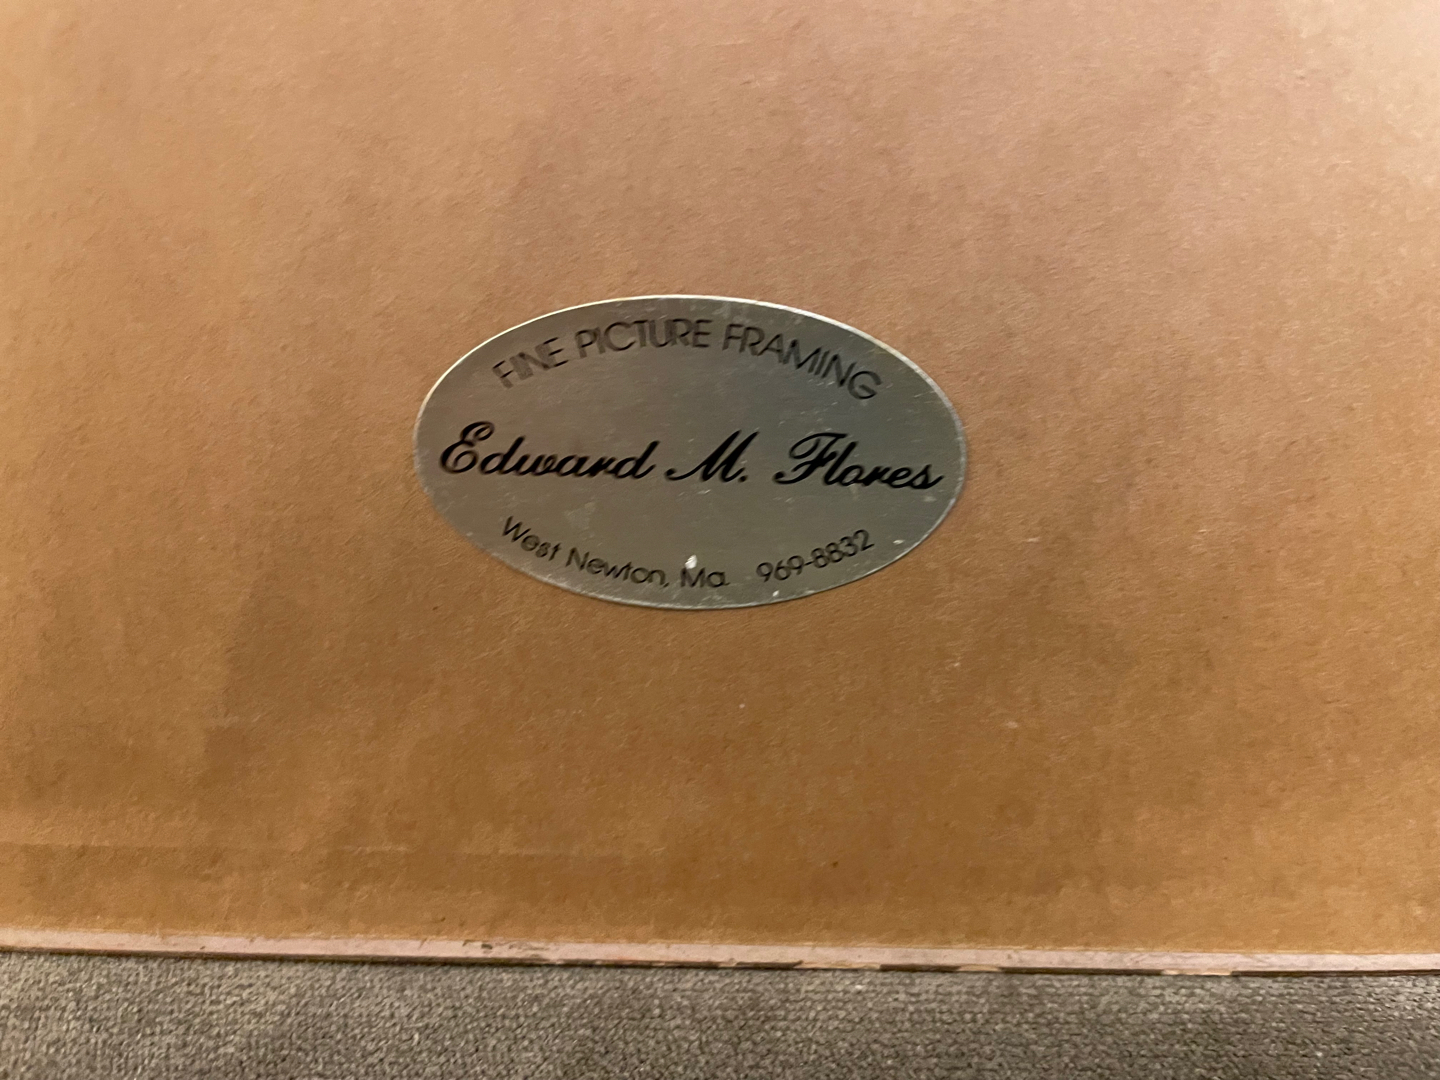 FINE PICTURE FRAMING
Edward M. Flores
West Newton, Ma. 969-8832